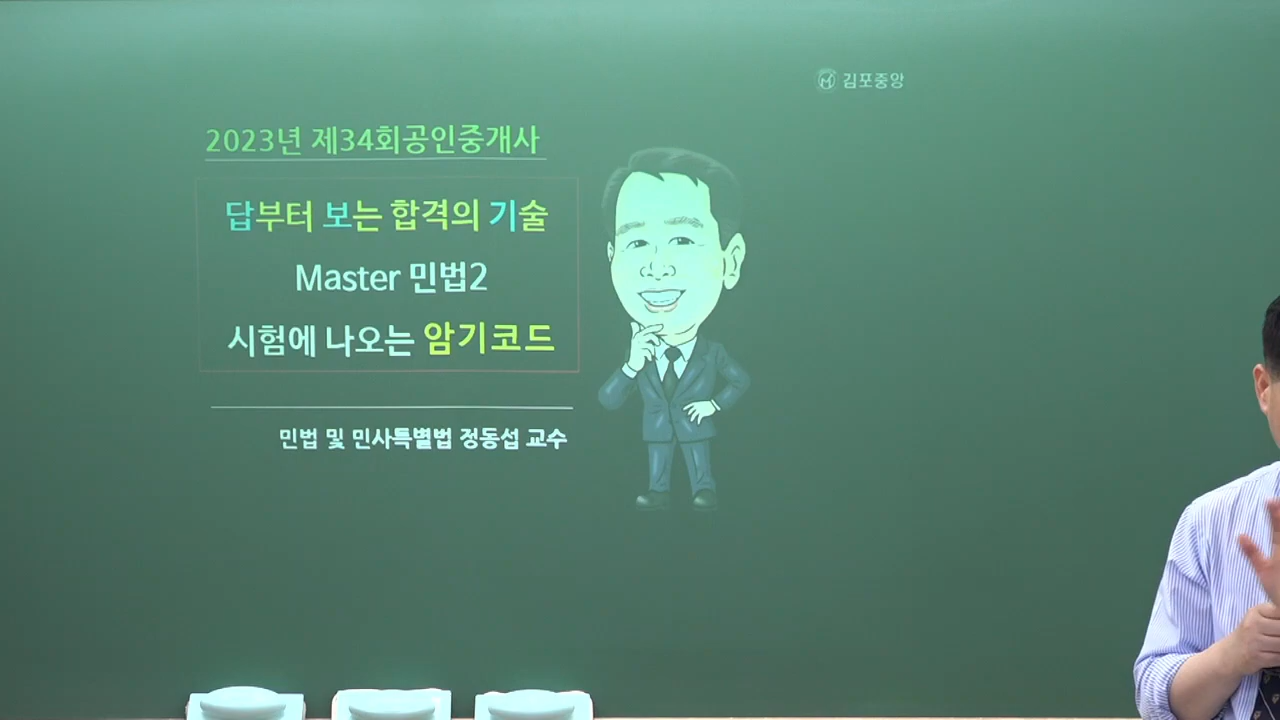 김포중앙
2023년 제34회공인중개사
답부터 보는 합격의 기술
Master 민법2
시험에 나오는 암기코드
민법 및 민사특별법 정동섭 교수